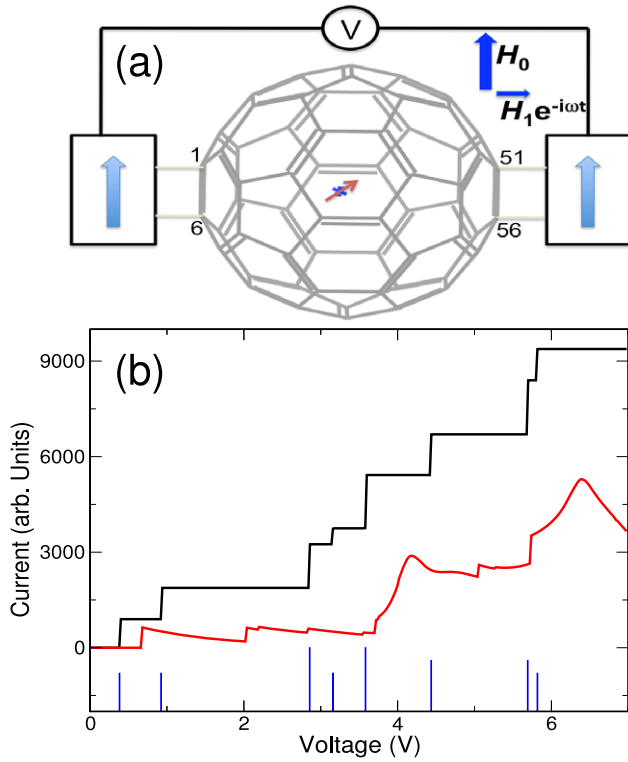 (a)
V
H₀
H₁e⁻ⁱωᵗ
1
51
6
56
(b)
Current (arb. Units)
9000
6000
3000
0
0
2
4
6
Voltage (V)